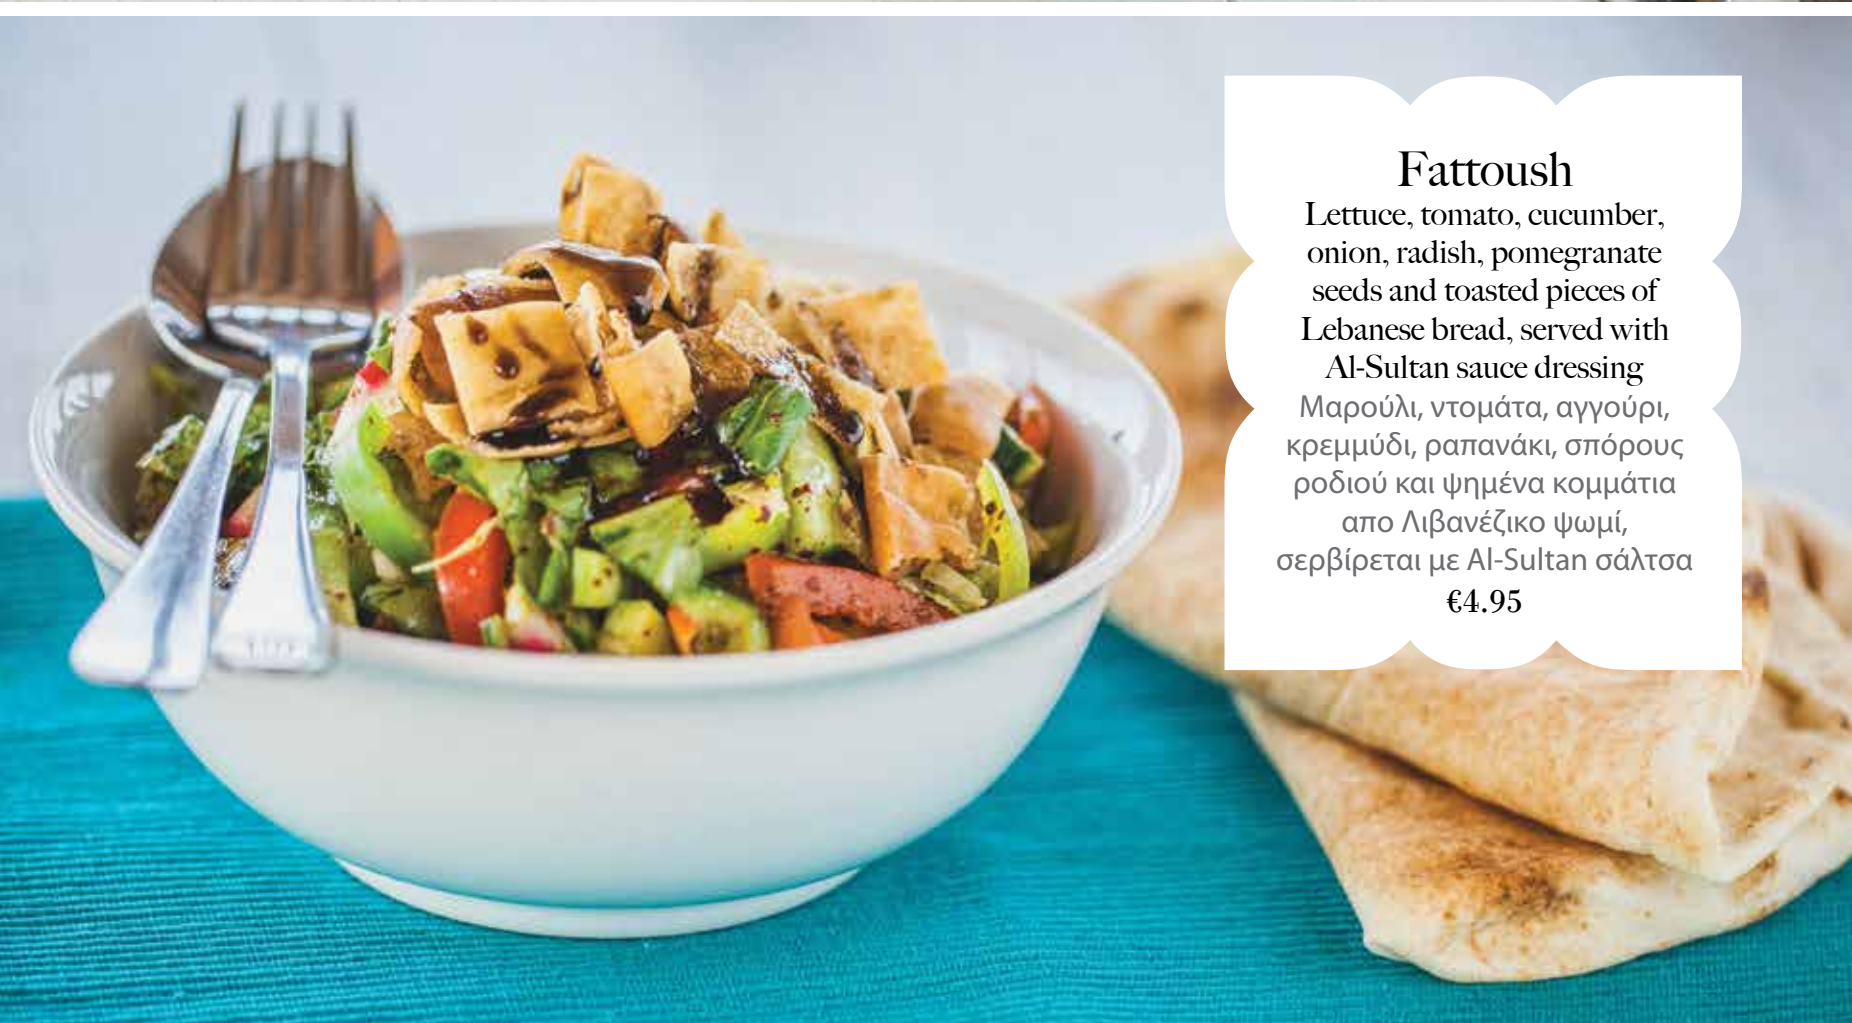 Fattoush
Lettuce, tomato, cucumber,
onion, radish, pomegranate
seeds and toasted pieces of
Lebanese bread, served with
Al-Sultan sauce dressing
Μαρούλι, ντομάτα, αγγούρι,
κρεμμύδι, ραπανάκι, σπόρους
ροδιού και ψημένα κομμάτια
απο Λιβανέζικο ψωμί,
σερβίρεται με Al-Sultan σάλτσα
€4.95